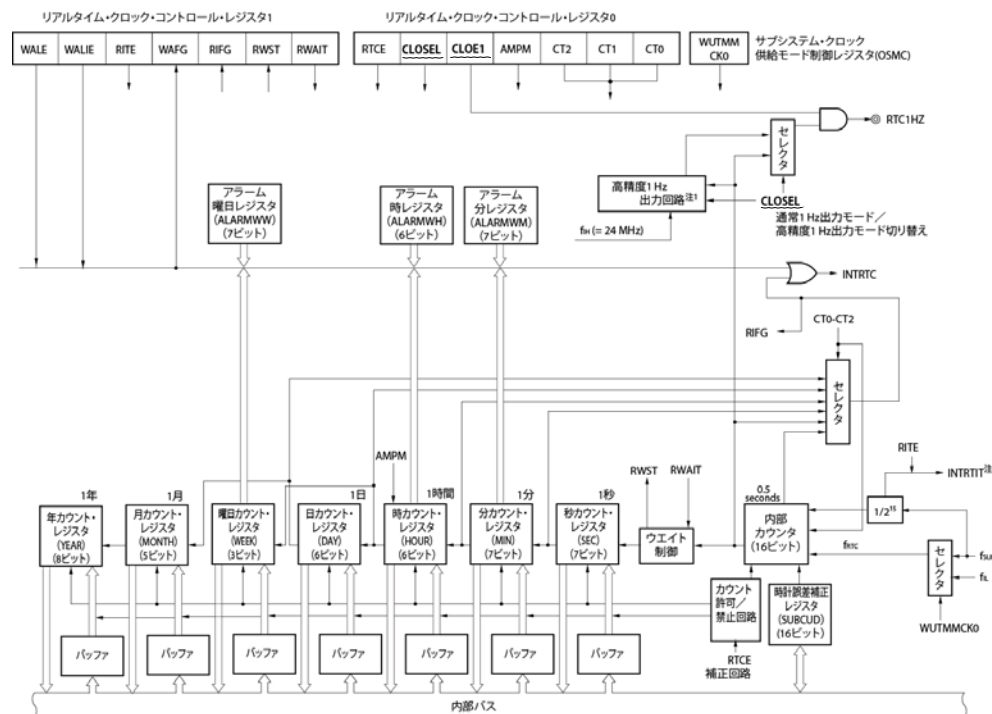 リアルタイム・クロック・コントロール・レジスタ1
リアルタイム・クロック・コントロール・レジスタ0
WALE
WALIE
RITE
WAFG
RIFG
RWST
RWAIT
RTCE
CLOSEL
CLOE1
AMPM
CT2
CT1
CT0
WUTMM
CK0
サブシステム・クロック
供給モード制御レジスタ(OSMC)
セレクタ
RTC1HZ
アラーム
曜日レジスタ
(ALARMWW)
(7ビット)
アラーム
時レジスタ
(ALARMWH)
(6ビット)
アラーム
分レジスタ
(ALARMWM)
(7ビット)
高精度1 Hz
出力回路注1
CLOSEL
通常1 Hz出力モード/
高精度1 Hz出力モード切り替え
fIH (= 24 MHz)
INTRTC
RIFG
CT0-CT2
セレクタ
RITE
INTRTIT注
AMPM
RWST
RWAIT
1年
1月
1日
1時間
1分
1秒
0.5
seconds
年カウント・
レジスタ
(YEAR)
(8ビット)
月カウント・
レジスタ
(MONTH)
(5ビット)
曜日カウント・
レジスタ
(WEEK)
(3ビット)
日カウント・
レジスタ
(DAY)
(6ビット)
時カウント・
レジスタ
(HOUR)
(6ビット)
分カウント・
レジスタ
(MIN)
(7ビット)
秒カウント・
レジスタ
(SEC)
(7ビット)
ウエイト
制御
内部
カウンタ
(16ビット)
1/2¹⁵
fRTC
セレクタ
fSU
fIL
WUTMMCK0
カウント
許可/
禁止回路
時計誤差補正
レジスタ
(SUBCUD)
(16ビット)
RTCE
補正回路
バッファ
バッファ
バッファ
バッファ
バッファ
バッファ
バッファ
内部バス